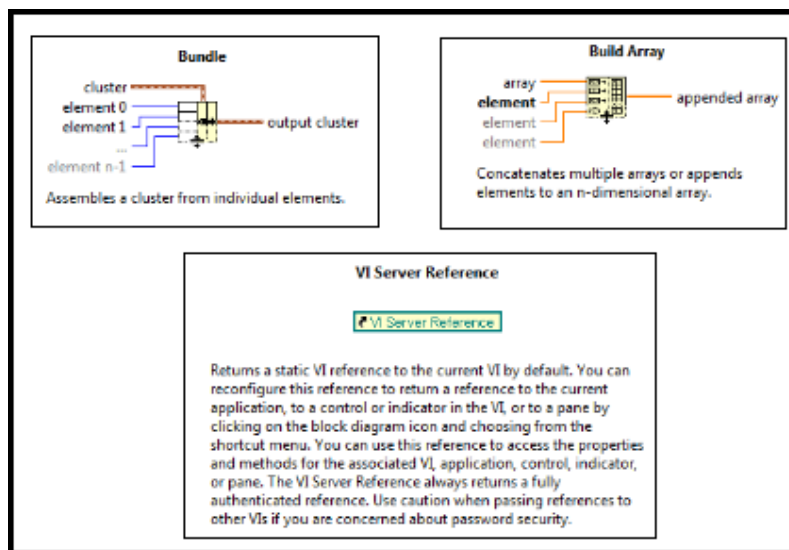 Bundle
cluster
element 0
element 1
...
element n-1
output cluster
Assembles a cluster from individual elements.
Build Array
array
element
element
element
appended array
Concatenates multiple arrays or appends
elements to an n-dimensional array.
VI Server Reference
VI Server Reference
Returns a static VI reference to the current VI by default. You can
reconfigure this reference to return a reference to the current
application, to a control or indicator in the VI, or to a pane by
clicking on the block diagram icon and choosing from the
shortcut menu. You can use this reference to access the properties
and methods for the associated VI, application, control, indicator,
or pane. The VI Server Reference always returns a fully
authenticated reference. Use caution when passing references to
other VIs if you are concerned about password security.